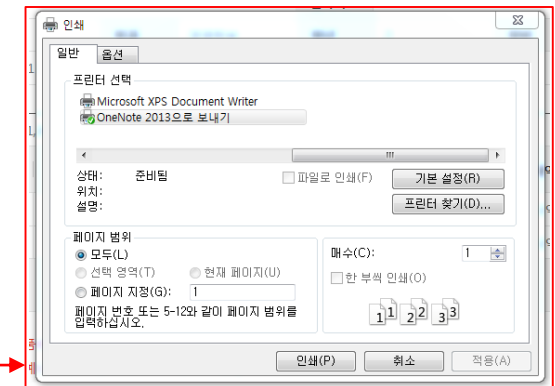 인쇄
일반 옵션
프린터 선택
Microsoft XPS Document Writer
OneNote 2013으로 보내기
상태: 준비됨
위치:
설명:
파일로 인쇄(F)
기본 설정(R)
프린터 찾기(D)...
페이지 범위
모두(L)
선택 영역(T) 현재 페이지(U)
페이지 지정(G): 1
페이지 번호 또는 5-12와 같이 페이지 범위를
입력하십시오.
매수(C): 1
한 부씩 인쇄(O)
1 1 2 2 3 3
인쇄(P) 취소 적용(A)